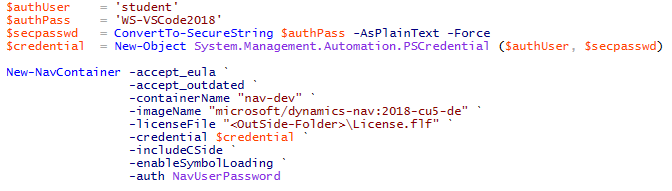 $authUser    = 'student'
$authPass    = 'WS-VSCode2018'
$secpasswd   = ConvertTo-SecureString $authPass -AsPlainText -Force
$credential  = New-Object System.Management.Automation.PSCredential ($authUser, $secpasswd)
New-NavContainer -accept_eula `
-accept_outdated `
-containerName "nav-dev" `
-imageName "microsoft/dynamics-nav:2018-cu5-de" `
-licenseFile "<OutSide-Folder>\License.flf" `
-credential $credential `
-includeCSide `
-enableSymbolLoading `
-auth NavUserPassword